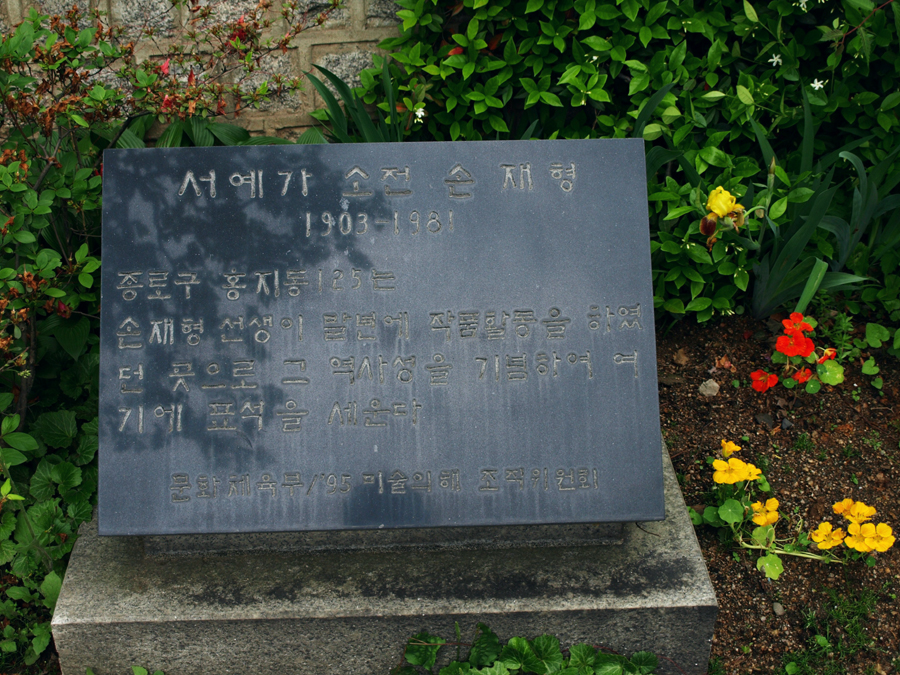 서예가 소전 손 재 형
1903-1981
종로구 홍지동125는
손재형 선생이 말년에 작품활동을 하였
던 곳으로 그 역사성을 기념하여 여
기에 표석을 세운다
문화체육부/'95 미술의해 조직위원회